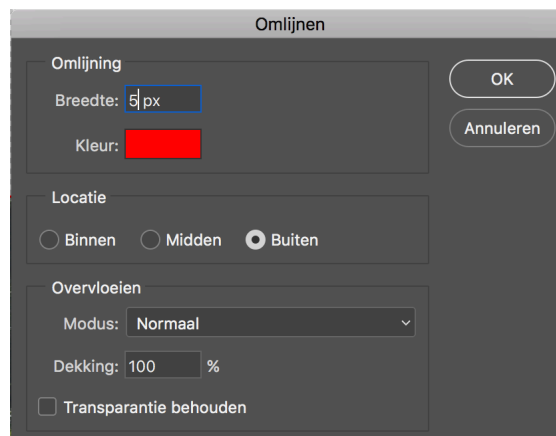 Omlijnen
Omlijning
Breedte: 5 px
Kleur:
OK
Annuleren
Locatie
Binnen Midden Buiten
Overvloeien
Modus: Normaal
Dekking: 100 %
Transparantie behouden